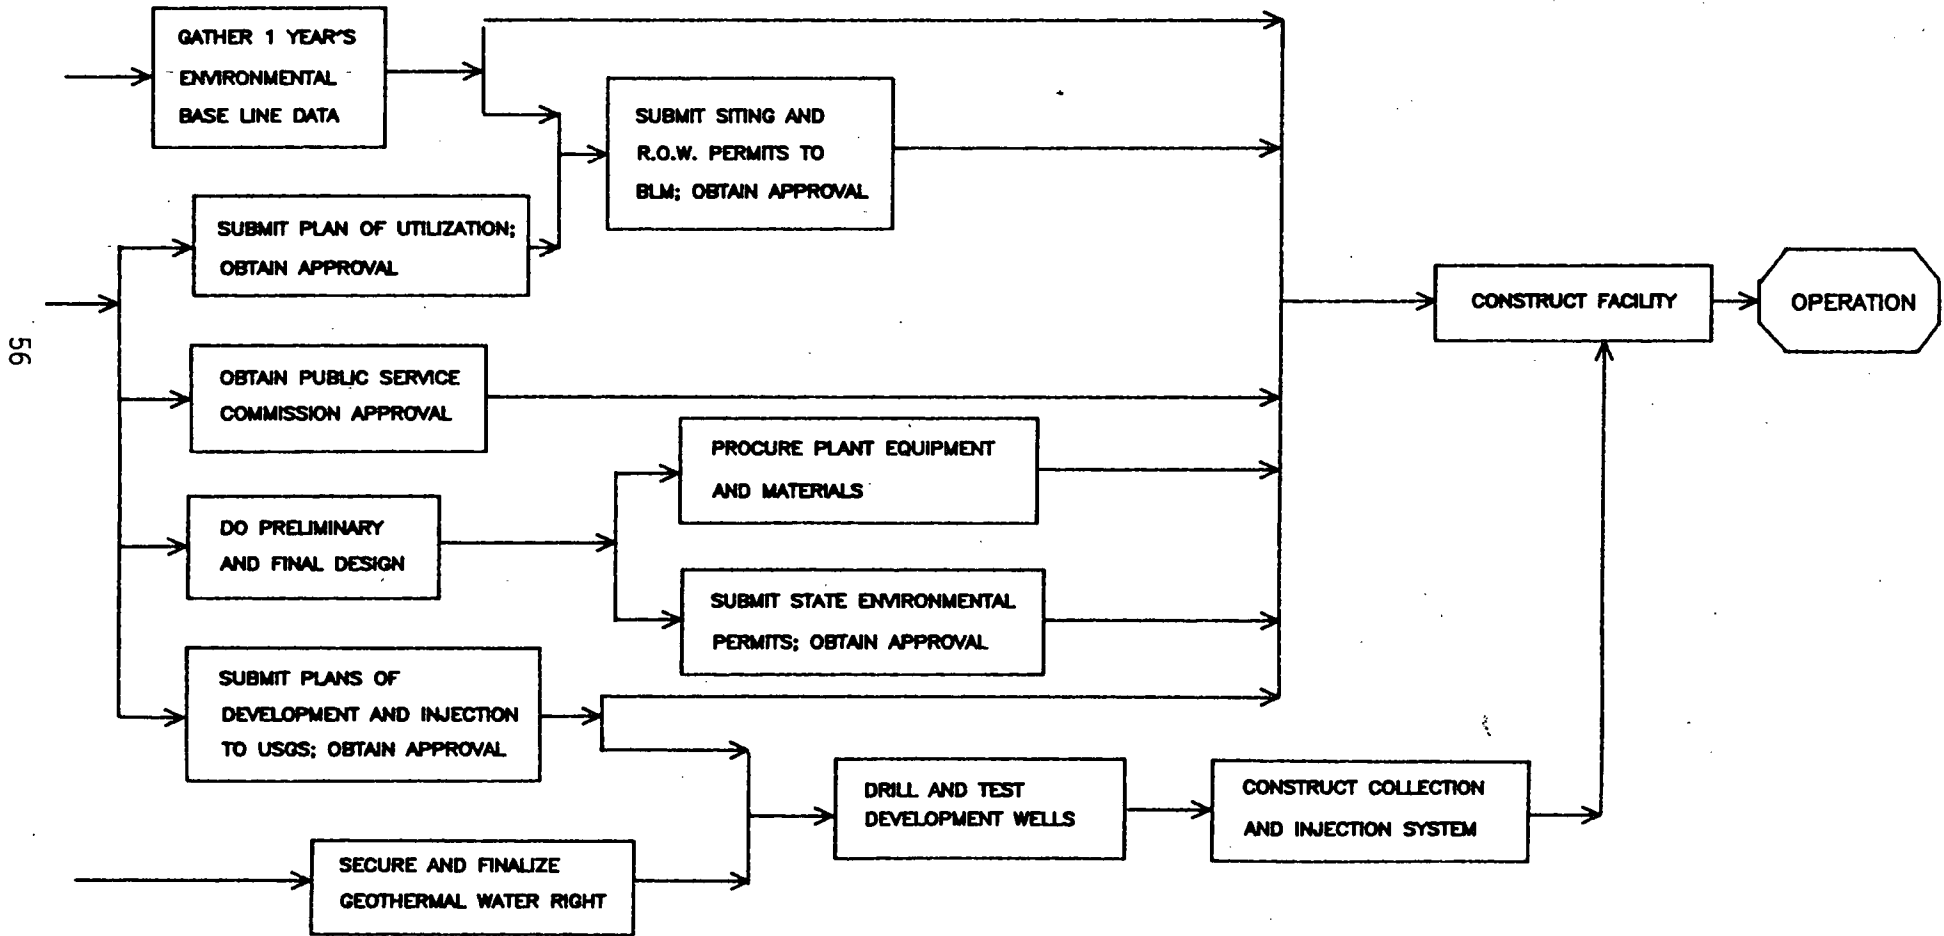 GATHER 1 YEAR'S
ENVIRONMENTAL
BASE LINE DATA
SUBMIT SITING AND
R.O.W. PERMITS TO
BLM; OBTAIN APPROVAL
SUBMIT PLAN OF UTILIZATION;
OBTAIN APPROVAL
CONSTRUCT FACILITY
OPERATION
56
OBTAIN PUBLIC SERVICE
COMMISSION APPROVAL
PROCURE PLANT EQUIPMENT
AND MATERIALS
DO PRELIMINARY
AND FINAL DESIGN
SUBMIT STATE ENVIRONMENTAL
PERMITS; OBTAIN APPROVAL
SUBMIT PLANS OF
DEVELOPMENT AND INJECTION
TO USGS; OBTAIN APPROVAL
DRILL AND TEST
DEVELOPMENT WELLS
CONSTRUCT COLLECTION
AND INJECTION SYSTEM
SECURE AND FINALIZE
GEOTHERMAL WATER RIGHT